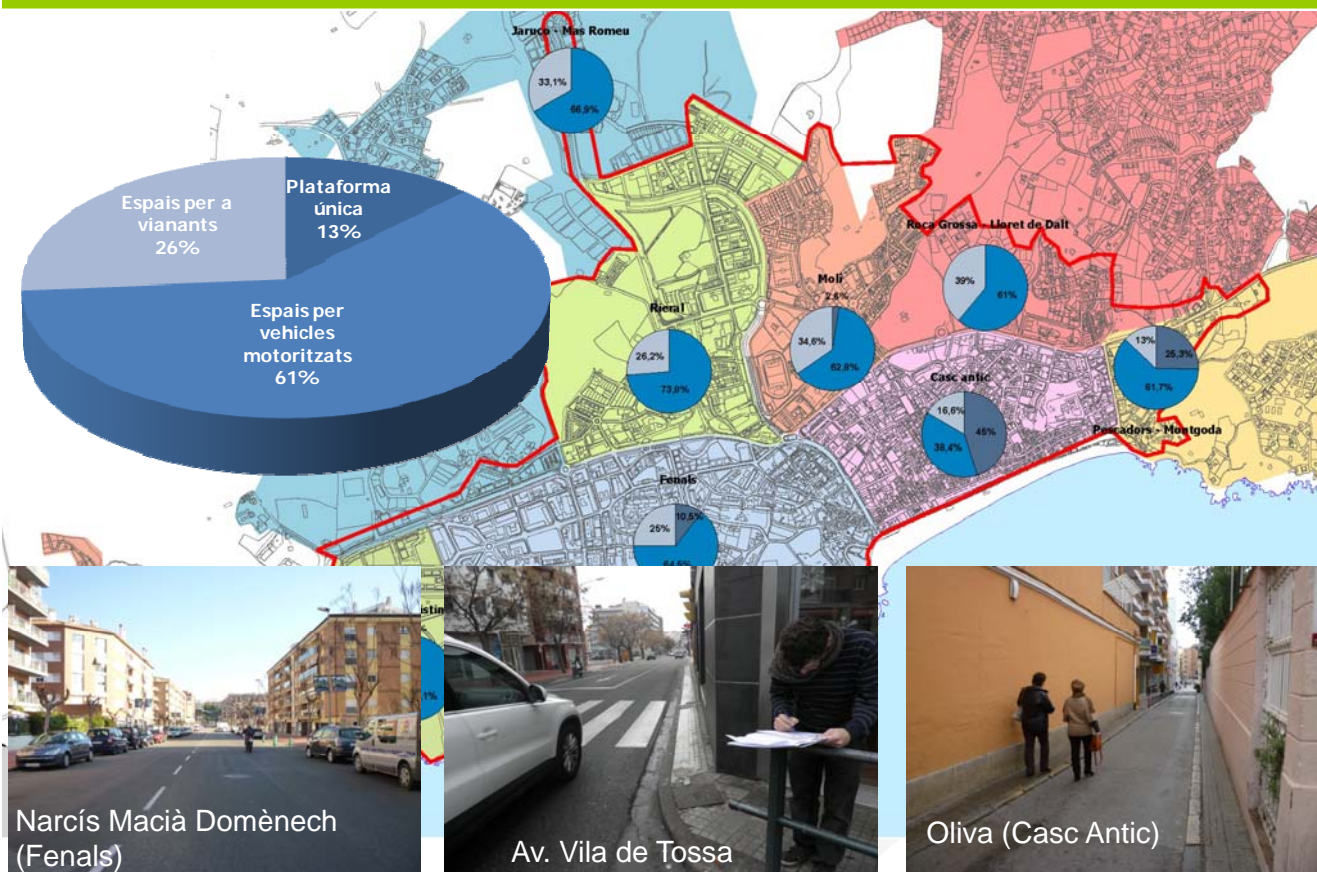 Jaruco - Mas Romeu
33,1%
66,9%
Espais per a
vianants
26%
Plataforma
única
13%
Espais per
vehicles
motoritzats
61%
Roca Grossa - Lloret de Dalt
39%
61%
Molí
2,6%
34,6%
62,8%
Rieral
26,2%
73,8%
13%
25,3%
61,7%
Pescadors - Montgoda
Casc antic
16,6%
45%
38,4%
Fenals
25%
10,5%
64,5%
Narcís Macià Domènech
(Fenals)
Av. Vila de Tossa
Oliva (Casc Antic)